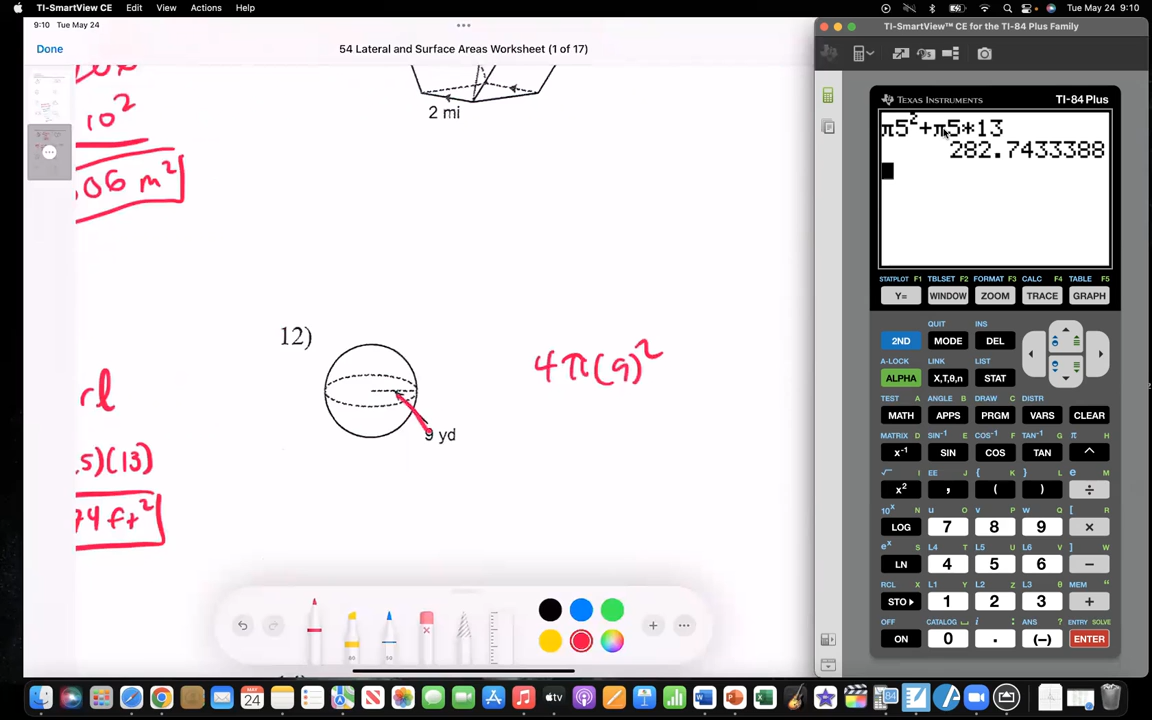 TI-SmartView CE Edit View Actions Help
Tue May 24 9:10
9:10 Tue May 24
Done
54 Lateral and Surface Areas Worksheet (1 of 17)
10²
06 m²
2 mi
12)
4π(9)²
9 yd
rl
5)(13)
74 ft²
TI-SmartView™ CE for the TI-84 Plus Family
TEXAS INSTRUMENTS
TI-84 Plus
π5²+π5*13
282.7433388
STATPLOT F1 TBLSET F2 FORMAT F3 CALC F4 TABLE F5
Y= WINDOW ZOOM TRACE GRAPH
QUIT INS
2ND MODE DEL
A-LOCK LINK LIST
ALPHA X,T,θ,n STAT
TEST A ANGLE B DRAW C DISTR
MATH APPS PRGM VARS CLEAR
MATRIX D SIN⁻¹ E COS⁻¹ F TAN⁻¹ G π H
x⁻¹ SIN COS TAN ^
√ I EE J { K } L e M
x² , ( ) ÷
10ˣ N u O v P w Q [ R
LOG 7 8 9 ×
eˣ S L4 T L5 U L6 V ] W
LN 4 5 6 −
RCL X L1 Y L2 Z L3 θ MEM "
STO▸ 1 2 3 +
OFF CATALOG i : ANS ? ENTRY SOLVE
ON 0 . (−) ENTER
MAY
24